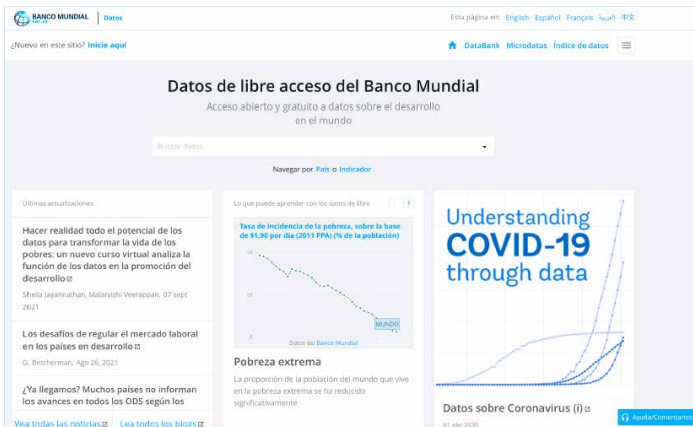 BANCO MUNDIAL
BIRF · AIF
Datos
Esta página en: English Español Français العربية 中文
¿Nuevo en este sitio? Inicie aquí
DataBank Microdatos Índice de datos
Datos de libre acceso del Banco Mundial
Acceso abierto y gratuito a datos sobre el desarrollo
en el mundo
Buscar datos
Navegar por País o Indicador
Últimas actualizaciones
Hacer realidad todo el potencial de los
datos para transformar la vida de los
pobres: un nuevo curso virtual analiza la
función de los datos en la promoción del
desarrollo
Sheila Jagannathan, Malarvizhi Veerappan, 07 sept
2021
Los desafíos de regular el mercado laboral
en los países en desarrollo
G. Betcherman, Ago 26, 2021
¿Ya llegamos? Muchos países no informan
los avances en todos los ODS según los
Vea todas las noticias Lea todos los blogs
Lo que puede aprender con los datos de libre
Tasa de incidencia de la pobreza, sobre la base
de $1,90 por día (2011 PPA) (% de la población)
MUNDO
Datos del Banco Mundial
Pobreza extrema
La proporción de la población del mundo que vive
en la pobreza extrema se ha reducido
significativamente
Understanding
COVID-19
through data
Datos sobre Coronavirus (i)
01 abr 2020
Ayuda/Comentarios